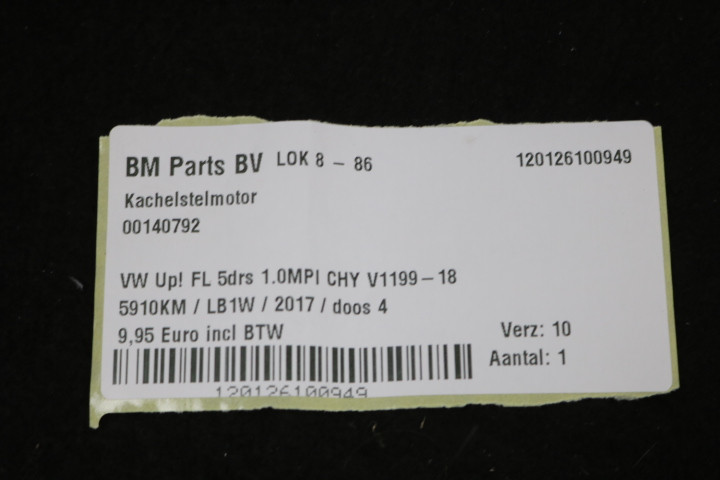 BM Parts BV LOK 8 - 86 120126100949
Kachelstelmotor
00140792
VW Up! FL 5drs 1.0MPI CHY V1199-18
5910KM / LB1W / 2017 / doos 4
9,95 Euro incl BTW Verz: 10
Aantal: 1
120126100949